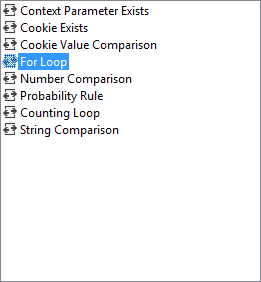 Context Parameter Exists
Cookie Exists
Cookie Value Comparison
For Loop
Number Comparison
Probability Rule
Counting Loop
String Comparison